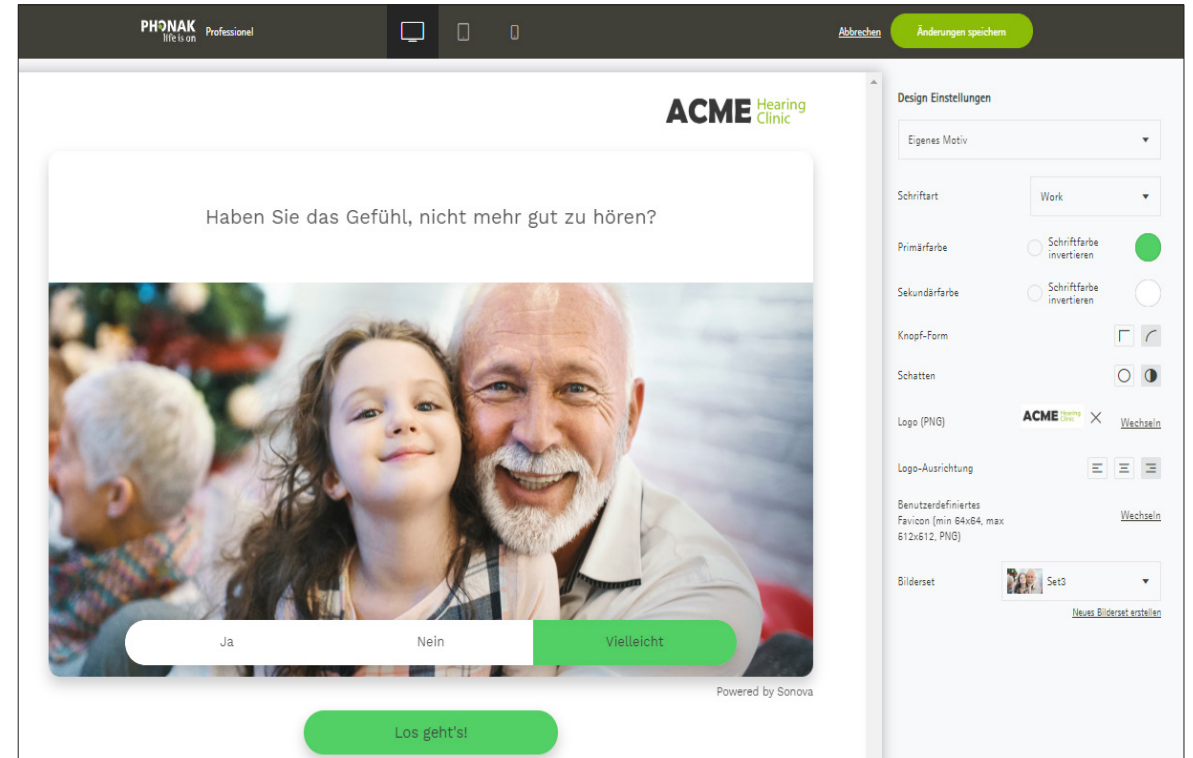 PHONAK
life is on
Professionel
Abbrechen
Änderungen speichern
ACME Hearing
Clinic
Haben Sie das Gefühl, nicht mehr gut zu hören?
Ja
Nein
Vielleicht
Powered by Sonova
Los geht's!
Design Einstellungen
Eigenes Motiv
Schriftart
Work
Primärfarbe
Schriftfarbe
invertieren
Sekundärfarbe
Schriftfarbe
invertieren
Knopf-Form
Schatten
Logo (PNG)
ACME Hearing
Clinic
Wechseln
Logo-Ausrichtung
Benutzerdefiniertes
Favicon (min 64x64, max
612x612, PNG)
Wechseln
Bilderset
Set3
Neues Bilderset erstellen